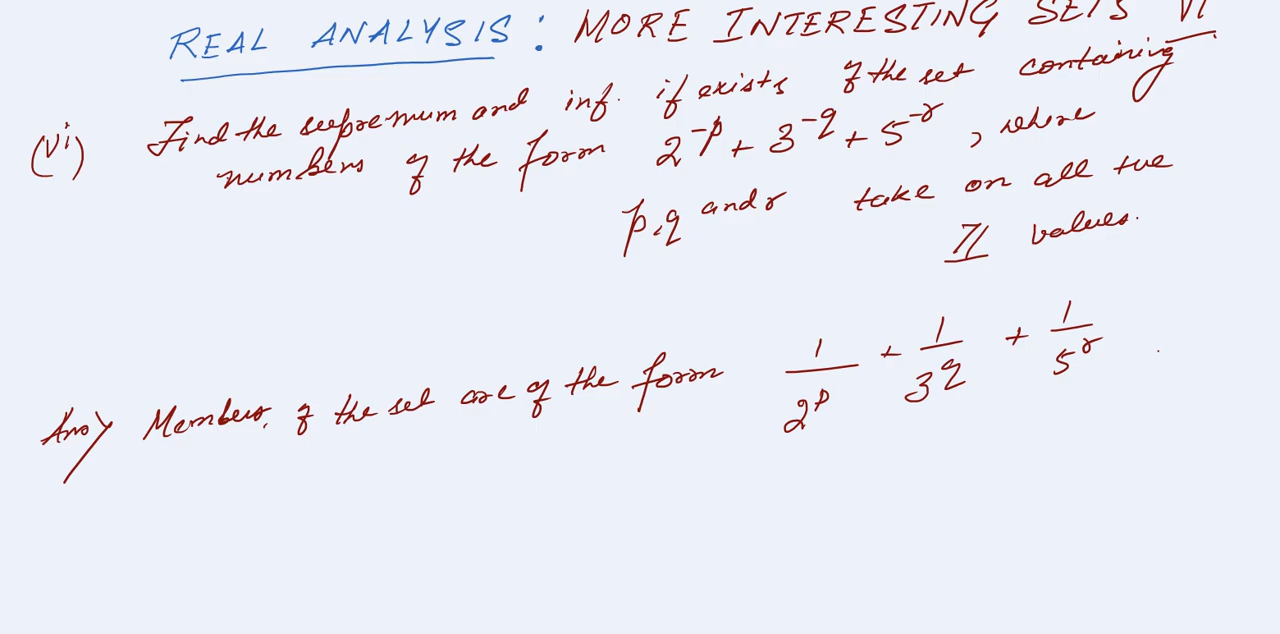 REAL ANALYSIS: MORE INTERESTING SETS VI
(vi) Find the supremum and inf. if exists of the set containing
numbers of the form 2^-p + 3^-q + 5^-r, where
p, q and r take on all +ve
Z values.
Ans) Members of the set are of the form 1/2^p + 1/3^q + 1/5^r.